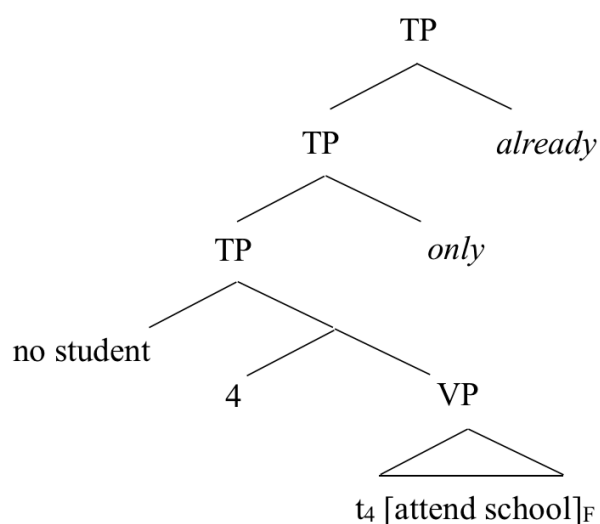 TP
TP already
TP only
no student
4 VP
t₄ [attend school]F